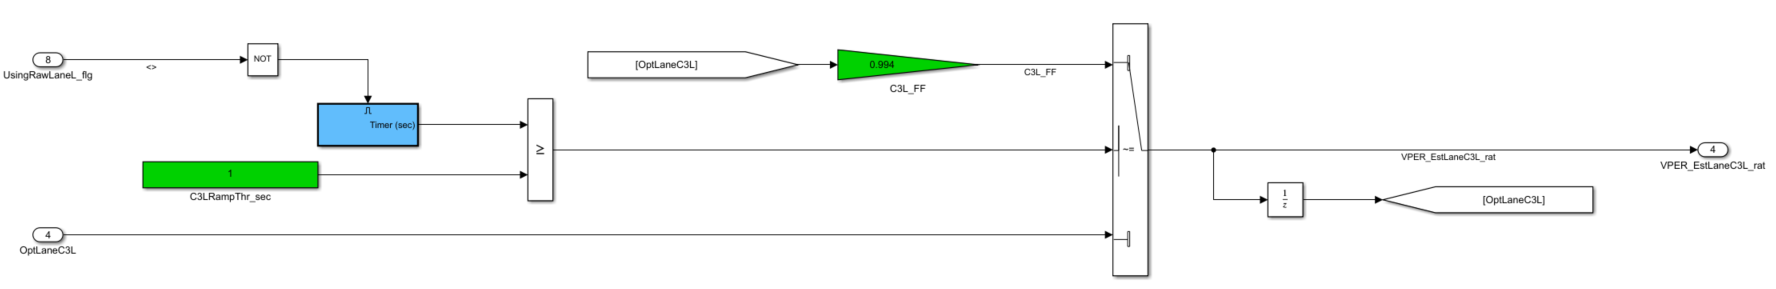 8
UsingRawLaneL_flg
<>
NOT
[OptLaneC3L]
0.994
C3L_FF
C3L_FF
Timer (sec)
≥
1
C3LRampThr_sec
~=
VPER_EstLaneC3L_rat
4
VPER_EstLaneC3L_rat
1
z
[OptLaneC3L]
4
OptLaneC3L